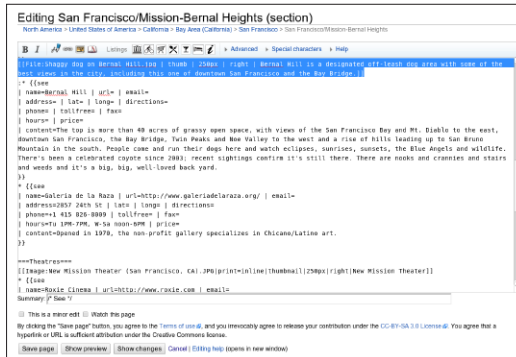 Editing San Francisco/Mission-Bernal Heights (section)
North America > United States of America > California > Bay Area (California) > San Francisco > San Francisco/Mission-Bernal Heights
B I Listings Advanced Special characters Help
[[File:Shaggy dog on Bernal Hill.jpg | thumb | 250px | right | Bernal Hill is a designated off-leash dog area with some of the
best views in the city, including this one of downtown San Francisco and the Bay Bridge.]]
:* {{see
| name=Bernal Hill | url= | email=
| address= | lat= | long= | directions=
| phone= | tollfree= | fax=
| hours= | price=
| content=The top is more than 40 acres of grassy open space, with views of the San Francisco Bay and Mt. Diablo to the east,
downtown San Francisco, the Bay Bridge, Twin Peaks and Noe Valley to the west and a rise of hills leading up to San Bruno
Mountain in the south. People come and run their dogs here and watch eclipses, sunrises, sunsets, the Blue Angels and wildlife.
There's been a celebrated coyote since 2003; recent sightings confirm it's still there. There are nooks and crannies and stairs
and weeds and it's a big, big, well-loved back yard.
}}
* {{see
| name=Galeria de la Raza | url=http://www.galeriadelaraza.org/ | email=
| address=2857 24th St | lat= | long= | directions=
| phone=+1 415 826-8009 | tollfree= | fax=
| hours=Tu 1PM-7PM, W-Sa noon-6PM | price=
| content=Opened in 1970, the non-profit gallery specializes in Chicano/Latino art.
}}
===Theatres===
[[Image:New Mission Theater (San Francisco, CA).JPG|print=inline|thumbnail|250px|right|New Mission Theater]]
* {{see
| name=Roxie Cinema | url=http://www.roxie.com | email=
Summary: /* See */
This is a minor edit Watch this page
By clicking the "Save page" button, you agree to the Terms of use, and you irrevocably agree to release your contribution under the CC-BY-SA 3.0 License. You agree that a
hyperlink or URL is sufficient attribution under the Creative Commons license.
Save page Show preview Show changes Cancel | Editing help (opens in new window)